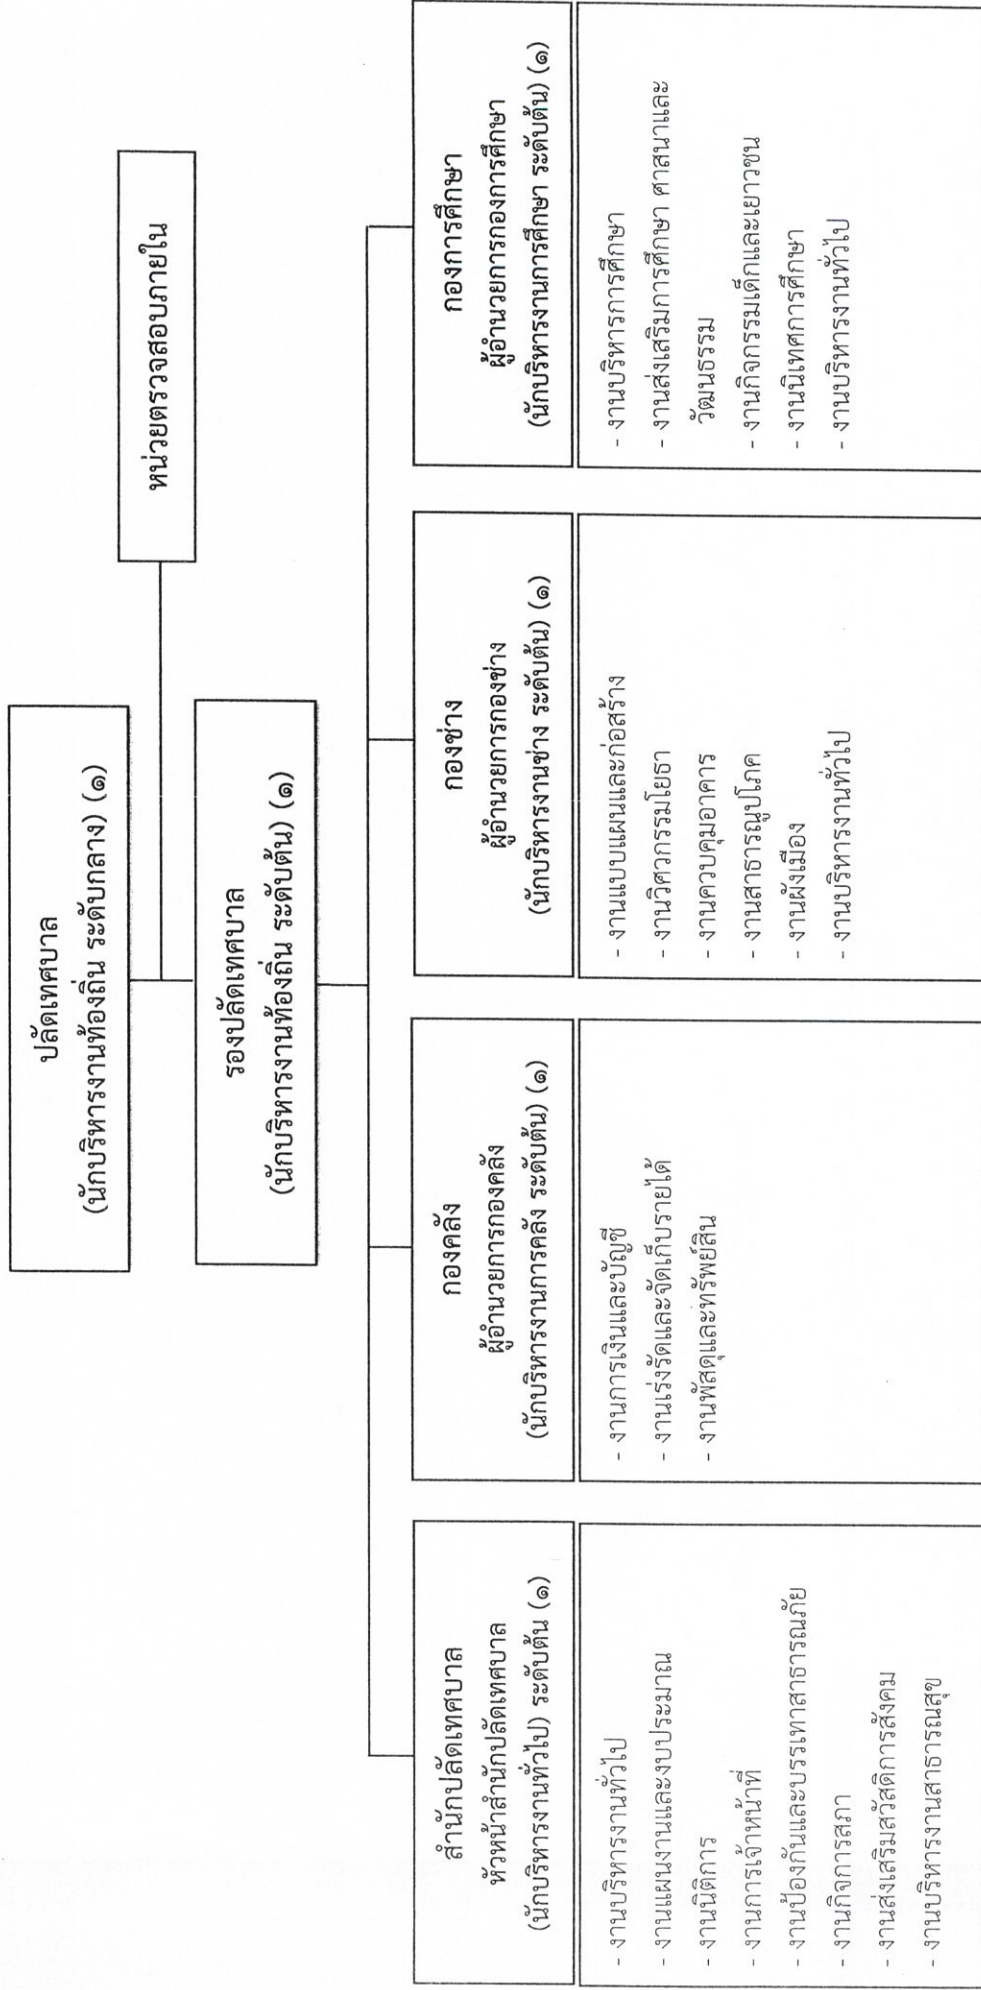 ปลัดเทศบาล
(นักบริหารงานท้องถิ่น ระดับกลาง) (๑)
หน่วยตรวจสอบภายใน
รองปลัดเทศบาล
(นักบริหารงานท้องถิ่น ระดับต้น) (๑)
สำนักปลัดเทศบาล
หัวหน้าสำนักปลัดเทศบาล
(นักบริหารงานทั่วไป) ระดับต้น (๑)
- งานบริหารงานทั่วไป
- งานแผนงานและงบประมาณ
- งานนิติการ
- งานการเจ้าหน้าที่
- งานป้องกันและบรรเทาสาธารณภัย
- งานกิจการสภา
- งานส่งเสริมสวัสดิการสังคม
- งานบริหารงานสาธารณสุข
กองคลัง
ผู้อำนวยการกองคลัง
(นักบริหารงานการคลัง ระดับต้น) (๑)
- งานการเงินและบัญชี
- งานเร่งรัดและจัดเก็บรายได้
- งานพัสดุและทรัพย์สิน
กองช่าง
ผู้อำนวยการกองช่าง
(นักบริหารงานช่าง ระดับต้น) (๑)
- งานแบบแผนและก่อสร้าง
- งานวิศวกรรมโยธา
- งานควบคุมอาคาร
- งานสาธารณูปโภค
- งานผังเมือง
- งานบริหารงานทั่วไป
กองการศึกษา
ผู้อำนวยการกองการศึกษา
(นักบริหารงานการศึกษา ระดับต้น) (๑)
- งานบริหารการศึกษา
- งานส่งเสริมการศึกษา ศาสนาและ
วัฒนธรรม
- งานกิจกรรมเด็กและเยาวชน
- งานนิเทศการศึกษา
- งานบริหารงานทั่วไป